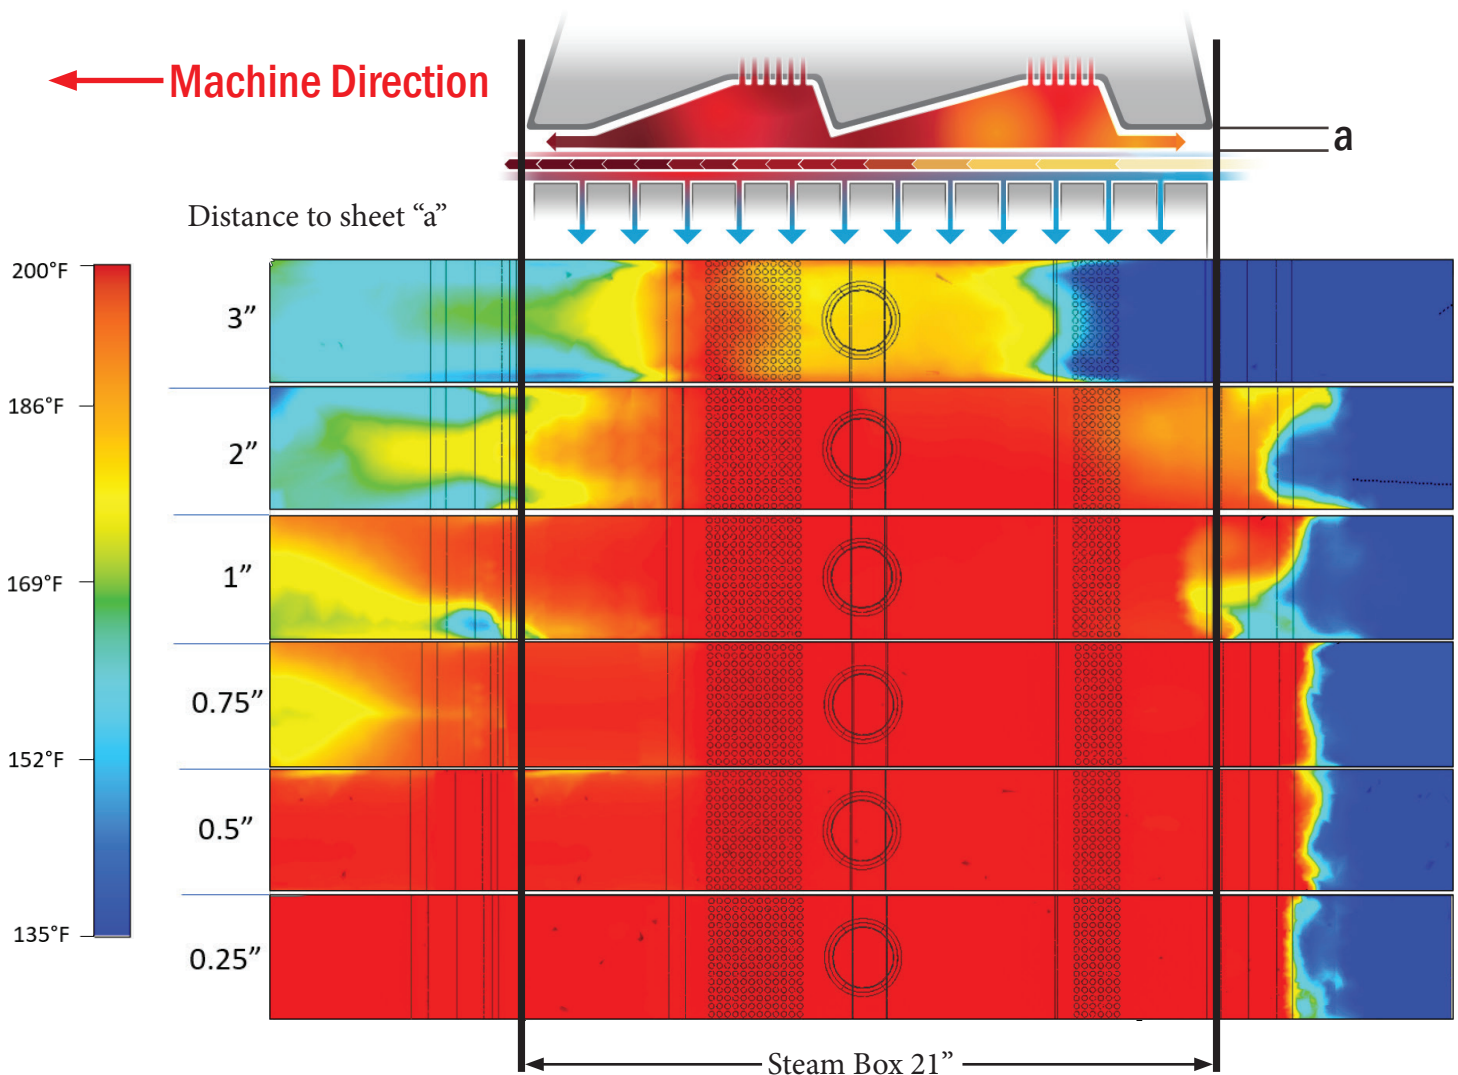 Machine Direction
a
Distance to sheet “a”
200°F
186°F
169°F
152°F
135°F
3”
2”
1”
0.75”
0.5”
0.25”
Steam Box 21”